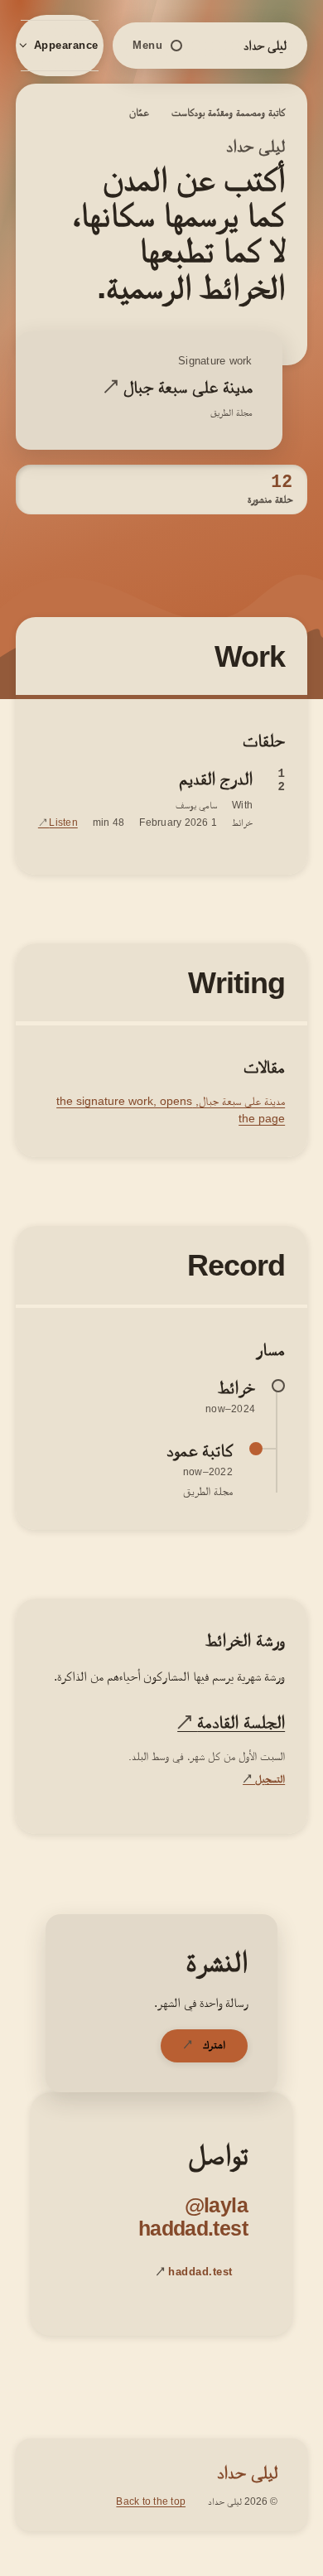 ليلى حداد
Menu
Appearance
كاتبة ومصممة ومقدّمة بودكاست
عمّان
ليلى حداد
أكتب عن المدن
كما يرسمها سكانها،
لا كما تطبعها
الخرائط الرسمية.
Signature work
مدينة على سبعة جبال ↗
مجلة الطريق
12
حلقة منشورة
Work
حلقات
12
الدرج القديم
With سامي يوسف
خرائط 1 February 2026 48 min Listen ↗
Writing
مقالات
مدينة على سبعة جبال, the signature work, opens
the page
Record
مسار
خرائط
2024–now
كاتبة عمود
2022–now
مجلة الطريق
ورشة الخرائط
ورشة شهرية يرسم فيها المشاركون أحياءهم من الذاكرة.
الجلسة القادمة ↗
السبت الأول من كل شهر، في وسط البلد.
التسجيل ↗
النشرة
رسالة واحدة في الشهر.
اشترك ↗
تواصل
@layla
haddad.test
haddad.test ↗
ليلى حداد
© 2026 ليلى حداد
Back to the top